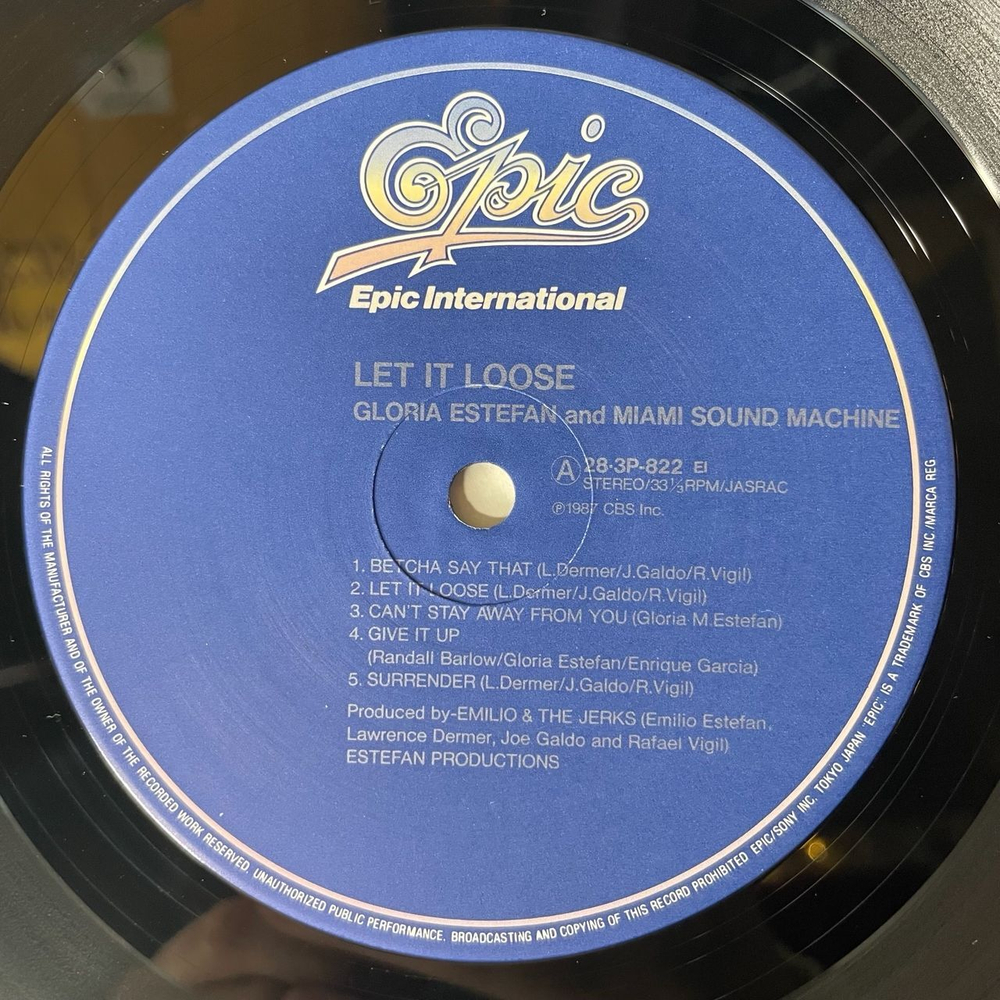 Epic
Epic International
LET IT LOOSE
GLORIA ESTEFAN and MIAMI SOUND MACHINE
A 28·3P-822 EI
STEREO/33⅓RPM/JASRAC
℗1987 CBS Inc.
1. BETCHA SAY THAT (L.Dermer/J.Galdo/R.Vigil)
2. LET IT LOOSE (L.Dermer/J.Galdo/R.Vigil)
3. CAN'T STAY AWAY FROM YOU (Gloria M.Estefan)
4. GIVE IT UP
(Randall Barlow/Gloria Estefan/Enrique Garcia)
5. SURRENDER (L.Dermer/J.Galdo/R.Vigil)
Produced by-EMILIO & THE JERKS (Emilio Estefan,
Lawrence Dermer, Joe Galdo and Rafael Vigil)
ESTEFAN PRODUCTIONS
ALL RIGHTS OF THE MANUFACTURER AND OF THE OWNER OF THE RECORDED WORK RESERVED. UNAUTHORIZED PUBLIC PERFORMANCE. BROADCASTING AND COPYING OF THIS RECORD PROHIBITED EPIC/SONY INC. TOKYO JAPAN "EPIC" IS A TRADEMARK OF CBS INC./MARCA REG